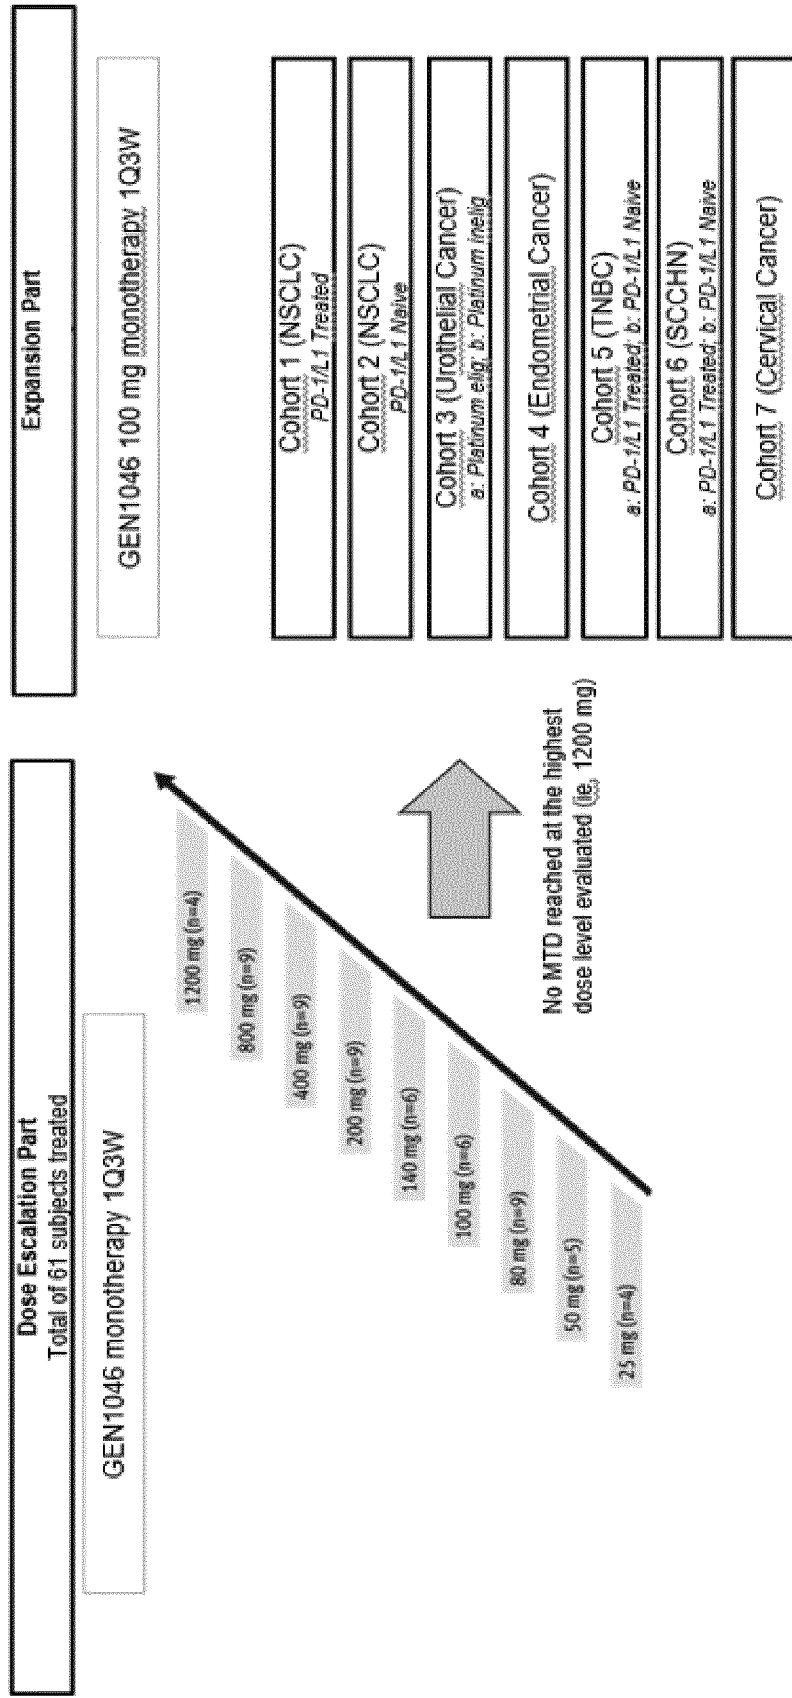 Dose Escalation Part
Total of 61 subjects treated
GEN1046 monotherapy 1Q3W
1200 mg (n=4)
800 mg (n=9)
400 mg (n=9)
200 mg (n=9)
140 mg (n=6)
100 mg (n=6)
80 mg (n=9)
50 mg (n=5)
25 mg (n=4)
No MTD reached at the highest
dose level evaluated (ie, 1200 mg)
Expansion Part
GEN1046 100 mg monotherapy 1Q3W
Cohort 1 (NSCLC)
PD-1/L1 Treated
Cohort 2 (NSCLC)
PD-1/L1 Naive
Cohort 3 (Urothelial Cancer)
a: Platinum elig; b: Platinum inelig
Cohort 4 (Endometrial Cancer)
Cohort 5 (TNBC)
a: PD-1/L1 Treated; b: PD-1/L1 Naive
Cohort 6 (SCCHN)
a: PD-1/L1 Treated; b: PD-1/L1 Naive
Cohort 7 (Cervical Cancer)